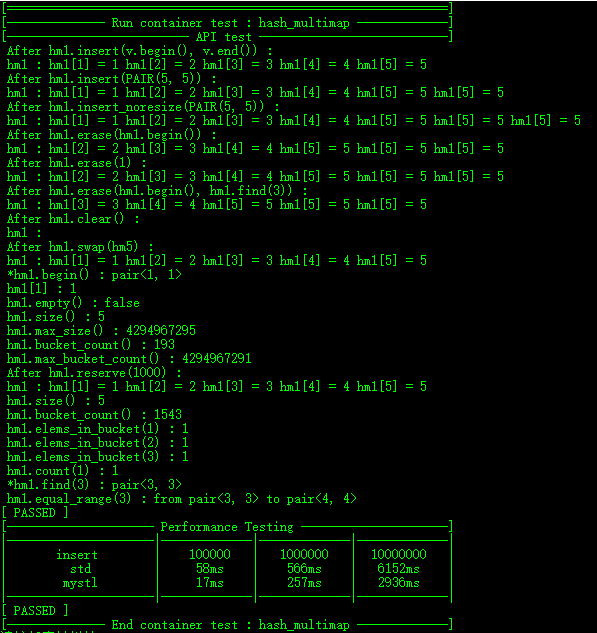 Run container test : hash_multimap
API test
After hm1.insert(v.begin(), v.end()) :
hm1 : hm1[1] = 1 hm1[2] = 2 hm1[3] = 3 hm1[4] = 4 hm1[5] = 5
After hm1.insert(PAIR(5, 5)) :
hm1 : hm1[1] = 1 hm1[2] = 2 hm1[3] = 3 hm1[4] = 4 hm1[5] = 5 hm1[5] = 5
After hm1.insert_noresize(PAIR(5, 5)) :
hm1 : hm1[1] = 1 hm1[2] = 2 hm1[3] = 3 hm1[4] = 4 hm1[5] = 5 hm1[5] = 5 hm1[5] = 5
After hm1.erase(hm1.begin()) :
hm1 : hm1[2] = 2 hm1[3] = 3 hm1[4] = 4 hm1[5] = 5 hm1[5] = 5 hm1[5] = 5
After hm1.erase(1) :
hm1 : hm1[2] = 2 hm1[3] = 3 hm1[4] = 4 hm1[5] = 5 hm1[5] = 5 hm1[5] = 5
After hm1.erase(hm1.begin(), hm1.find(3)) :
hm1 : hm1[3] = 3 hm1[4] = 4 hm1[5] = 5 hm1[5] = 5 hm1[5] = 5
After hm1.clear() :
hm1 :
After hm1.swap(hm5) :
hm1 : hm1[1] = 1 hm1[2] = 2 hm1[3] = 3 hm1[4] = 4 hm1[5] = 5
*hm1.begin() : pair<1, 1>
hm1[1] : 1
hm1.empty() : false
hm1.size() : 5
hm1.max_size() : 4294967295
hm1.bucket_count() : 193
hm1.max_bucket_count() : 4294967291
After hm1.reserve(1000) :
hm1 : hm1[1] = 1 hm1[2] = 2 hm1[3] = 3 hm1[4] = 4 hm1[5] = 5
hm1.size() : 5
hm1.bucket_count() : 1543
hm1.elems_in_bucket(1) : 1
hm1.elems_in_bucket(2) : 1
hm1.elems_in_bucket(3) : 1
hm1.count(1) : 1
*hm1.find(3) : pair<3, 3>
hm1.equal_range(3) : from pair<3, 3> to pair<4, 4>
[ PASSED ]
Performance Testing
insert 100000 1000000 10000000
std 58ms 566ms 6152ms
mystl 17ms 257ms 2936ms
[ PASSED ]
End container test : hash_multimap